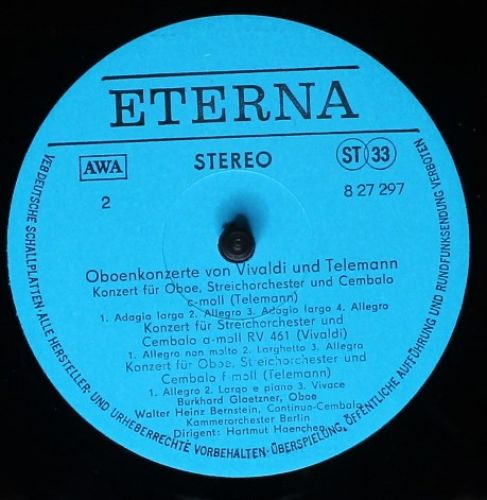 ETERNA
AWA
STEREO
ST 33
2
8 27 297
Oboenkonzerte von Vivaldi und Telemann
Konzert für Oboe, Streichorchester und Cembalo
c-moll (Telemann)
1. Adagio largo 2. Allegro 3. Adagio largo 4. Allegro
Konzert für Streichorchester und
Cembalo a-moll RV 461 (Vivaldi)
1. Allegro non molto 2. Larghetto 3. Allegro
Konzert für Oboe, Streichorchester und
Cembalo f-moll (Telemann)
1. Allegro 2. Largo e piano 3. Vivace
Burkhard Glaetzner, Oboe
Walter Heinz Bernstein, Continuo-Cembalo
Kammerorchester Berlin
Dirigent: Hartmut Haenchen
VEB DEUTSCHE SCHALLPLATTEN · ALLE HERSTELLER- UND URHEBERRECHTE VORBEHALTEN · ÜBERSPIELUNG, ÖFFENTLICHE AUFFÜHRUNG UND RUNDFUNKSENDUNG VERBOTEN